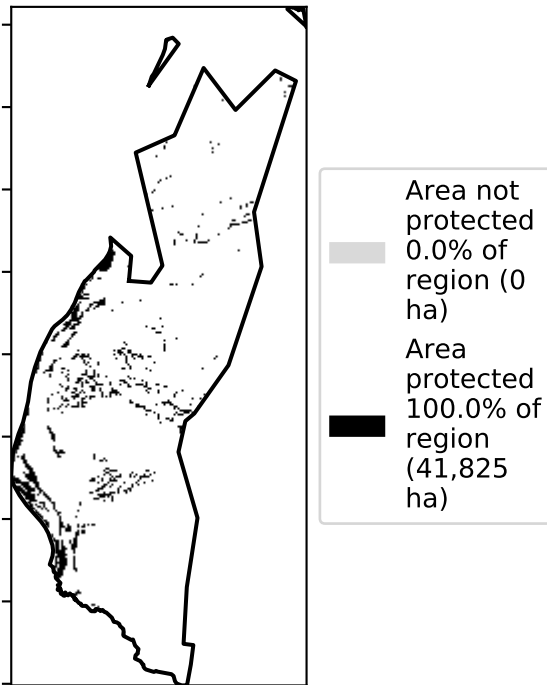 Area not
protected
0.0% of
region (0
ha)
Area
protected
100.0% of
region
(41,825
ha)